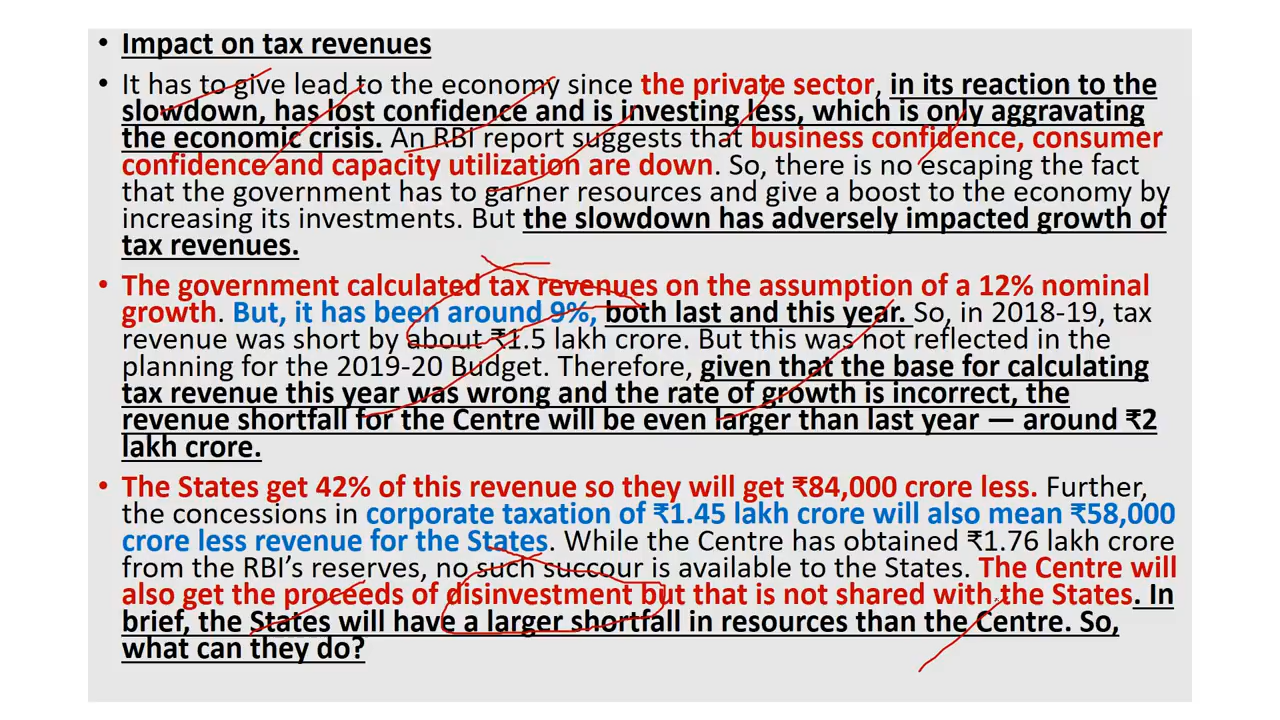 • Impact on tax revenues
• It has to give lead to the economy since the private sector, in its reaction to the
slowdown, has lost confidence and is investing less, which is only aggravating
the economic crisis. An RBI report suggests that business confidence, consumer
confidence and capacity utilization are down. So, there is no escaping the fact
that the government has to garner resources and give a boost to the economy by
increasing its investments. But the slowdown has adversely impacted growth of
tax revenues.
• The government calculated tax revenues on the assumption of a 12% nominal
growth. But, it has been around 9%, both last and this year. So, in 2018-19, tax
revenue was short by about ₹1.5 lakh crore. But this was not reflected in the
planning for the 2019-20 Budget. Therefore, given that the base for calculating
tax revenue this year was wrong and the rate of growth is incorrect, the
revenue shortfall for the Centre will be even larger than last year — around ₹2
lakh crore.
• The States get 42% of this revenue so they will get ₹84,000 crore less. Further,
the concessions in corporate taxation of ₹1.45 lakh crore will also mean ₹58,000
crore less revenue for the States. While the Centre has obtained ₹1.76 lakh crore
from the RBI’s reserves, no such succour is available to the States. The Centre will
also get the proceeds of disinvestment but that is not shared with the States. In
brief, the States will have a larger shortfall in resources than the Centre. So,
what can they do?